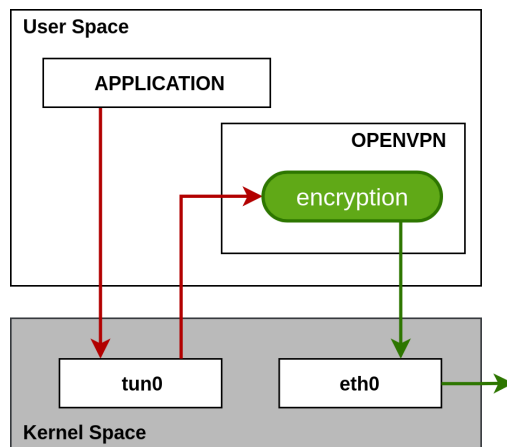 User Space
APPLICATION
OPENVPN
encryption
tun0
eth0
Kernel Space